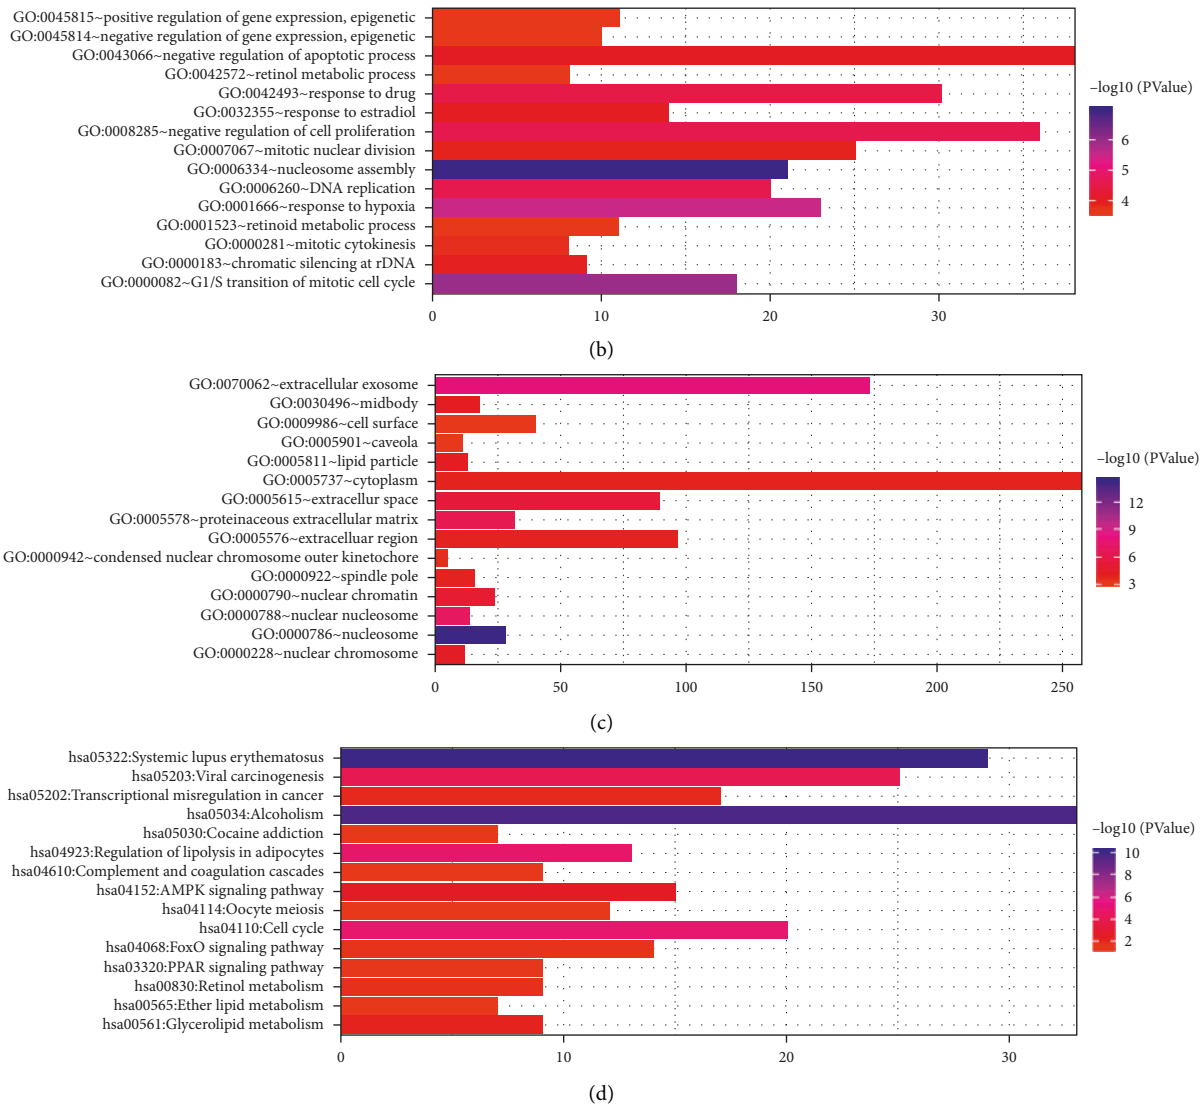 GO:0045815~positive regulation of gene expression, epigenetic
GO:0045814~negative regulation of gene expression, epigenetic
GO:0043066~negative regulation of apoptotic process
GO:0042572~retinol metabolic process
GO:0042493~response to drug
GO:0032355~response to estradiol
GO:0008285~negative regulation of cell proliferation
GO:0007067~mitotic nuclear division
GO:0006334~nucleosome assembly
GO:0006260~DNA replication
GO:0001666~response to hypoxia
GO:0001523~retinoid metabolic process
GO:0000281~mitotic cytokinesis
GO:0000183~chromatic silencing at rDNA
GO:0000082~G1/S transition of mitotic cell cycle
0 10 20 30
−log10 (PValue)
6
5
4
(b)
GO:0070062~extracellular exosome
GO:0030496~midbody
GO:0009986~cell surface
GO:0005901~caveola
GO:0005811~lipid particle
GO:0005737~cytoplasm
GO:0005615~extracellur space
GO:0005578~proteinaceous extracellular matrix
GO:0005576~extracelluar region
GO:0000942~condensed nuclear chromosome outer kinetochore
GO:0000922~spindle pole
GO:0000790~nuclear chromatin
GO:0000788~nuclear nucleosome
GO:0000786~nucleosome
GO:0000228~nuclear chromosome
0 50 100 150 200 250
−log10 (PValue)
12
9
6
3
(c)
hsa05322:Systemic lupus erythematosus
hsa05203:Viral carcinogenesis
hsa05202:Transcriptional misregulation in cancer
hsa05034:Alcoholism
hsa05030:Cocaine addiction
hsa04923:Regulation of lipolysis in adipocytes
hsa04610:Complement and coagulation cascades
hsa04152:AMPK signaling pathway
hsa04114:Oocyte meiosis
hsa04110:Cell cycle
hsa04068:FoxO signaling pathway
hsa03320:PPAR signaling pathway
hsa00830:Retinol metabolism
hsa00565:Ether lipid metabolism
hsa00561:Glycerolipid metabolism
0 10 20 30
−log10 (PValue)
10
8
6
4
2
(d)